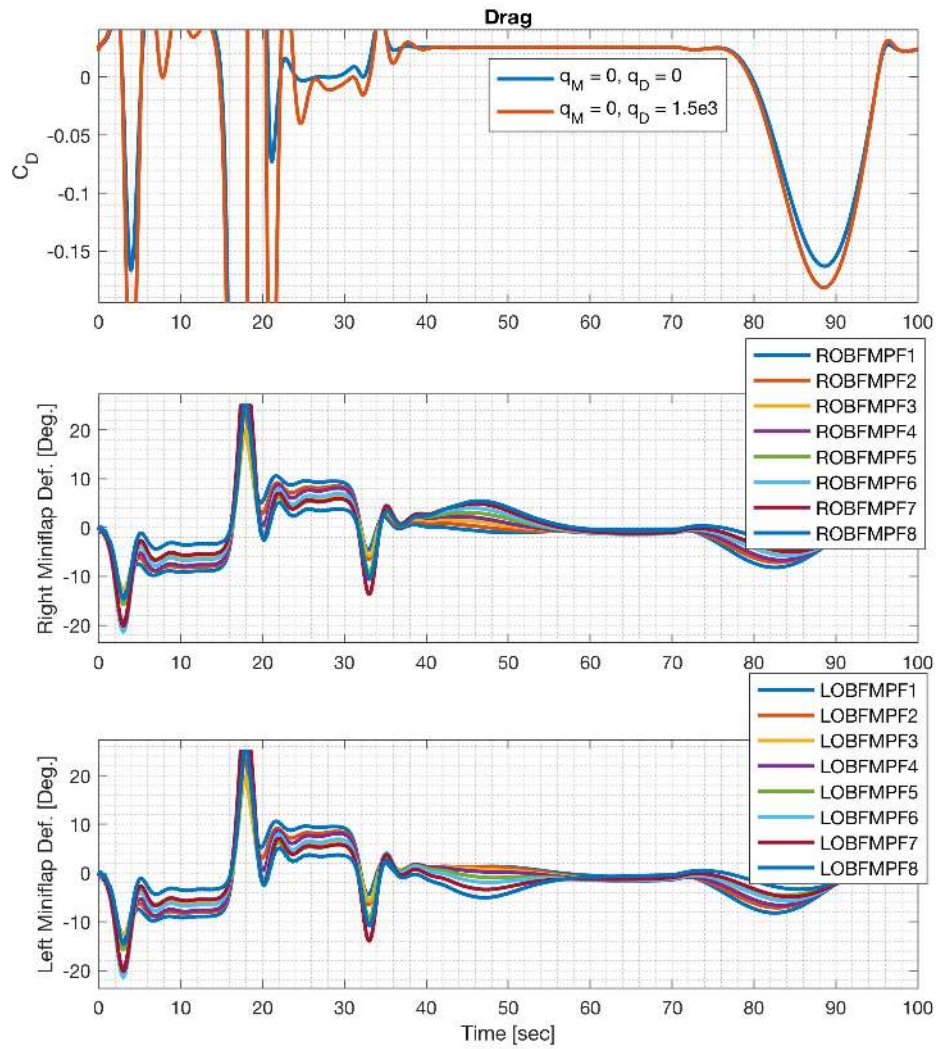 Drag
q_M = 0, q_D = 0
q_M = 0, q_D = 1.5e3
C_D
0
-0.05
-0.1
-0.15
0 10 20 30 40 50 60 70 80 90 100
ROBFMPF1
ROBFMPF2
ROBFMPF3
ROBFMPF4
ROBFMPF5
ROBFMPF6
ROBFMPF7
ROBFMPF8
Right Miniflap Def. [Deg.]
20
10
0
-10
-20
0 10 20 30 40 50 60 70 80 90 100
LOBFMPF1
LOBFMPF2
LOBFMPF3
LOBFMPF4
LOBFMPF5
LOBFMPF6
LOBFMPF7
LOBFMPF8
Left Miniflap Def. [Deg.]
20
10
0
-10
-20
0 10 20 30 40 50 60 70 80 90 100
Time [sec]